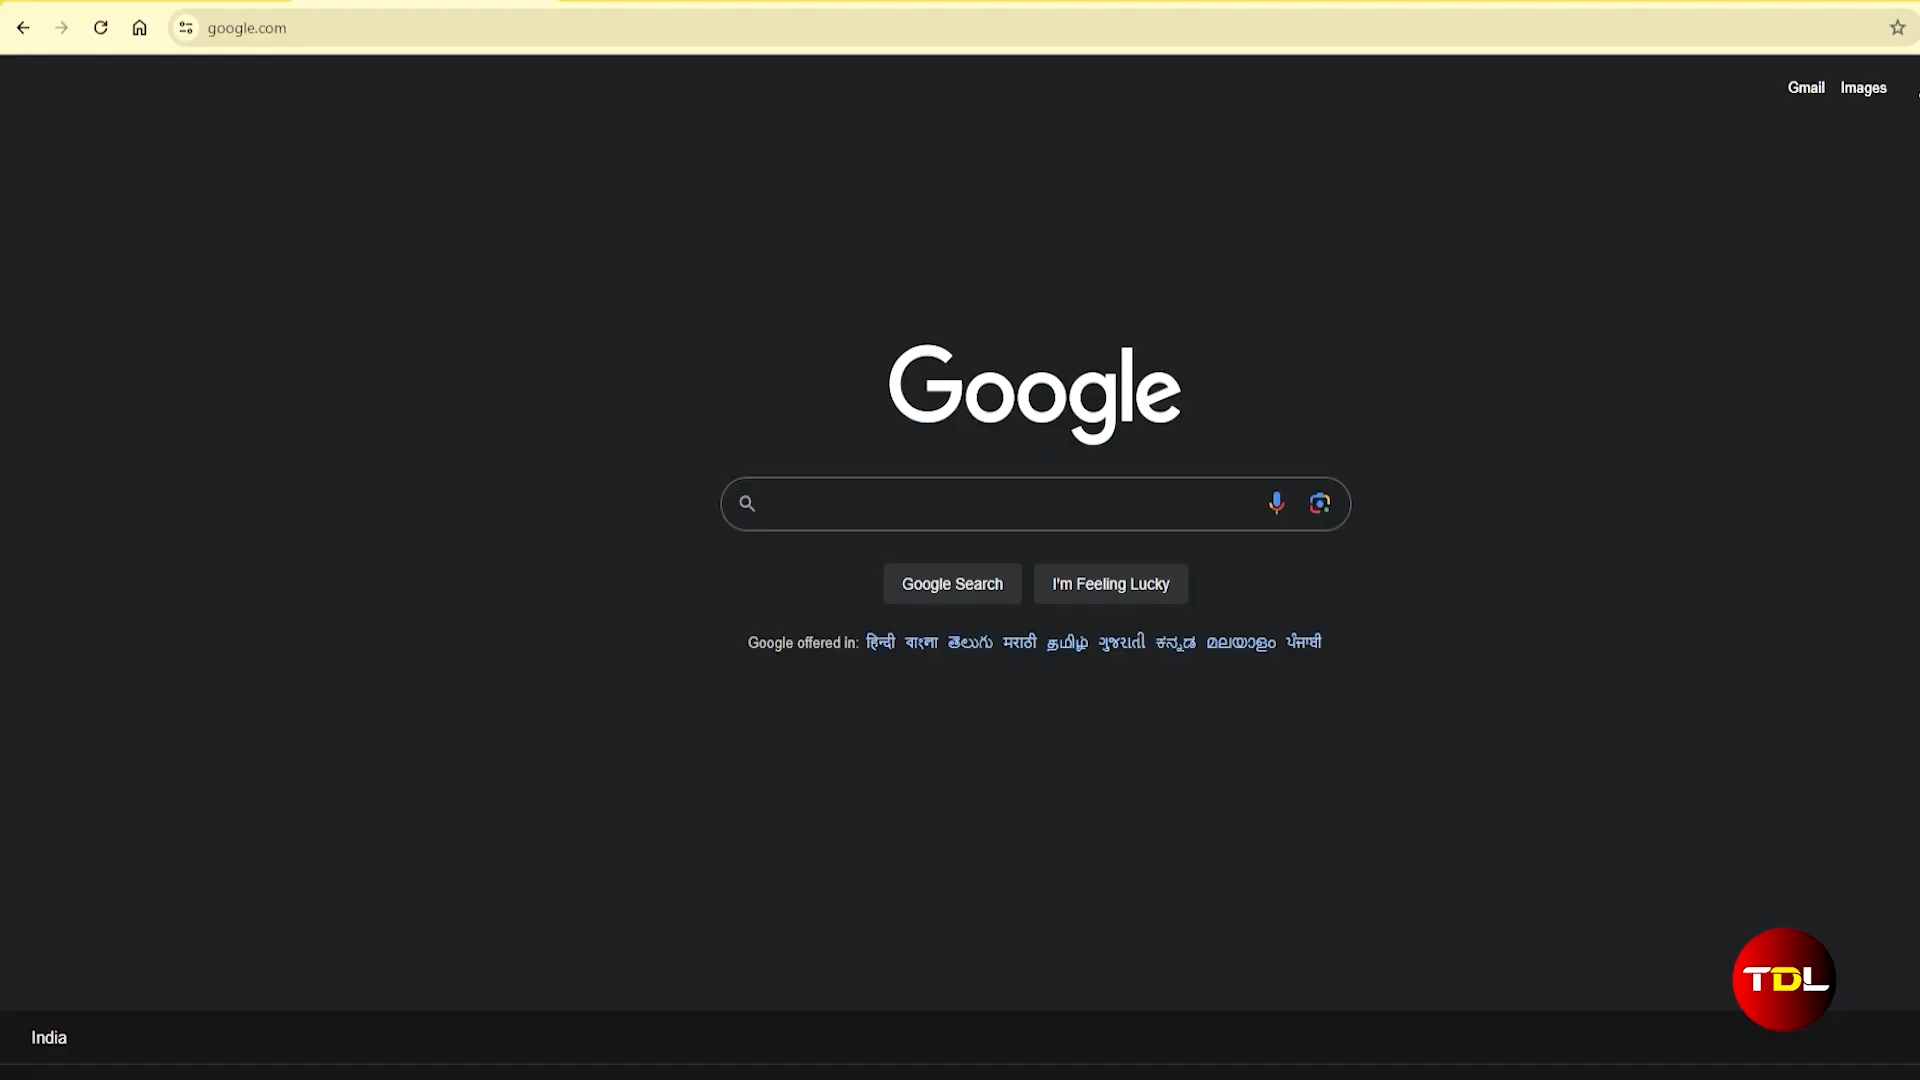 google.com
Gmail Images
Google
Google Search I'm Feeling Lucky
Google offered in: हिन्दी বাংলা తెలుగు मराठी தமிழ் ગુજરાતી ಕನ್ನಡ മലയാളം ਪੰਜਾਬੀ
TDL
India